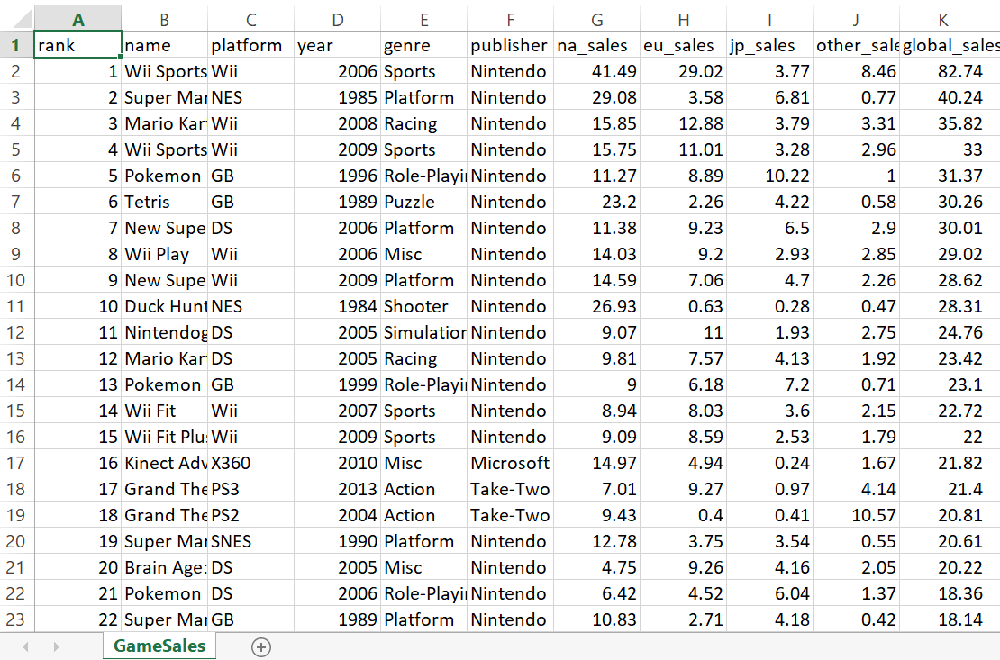 A B C D E F G H I J K
1 rank name platform year genre publisher na_sales eu_sales jp_sales other_sale global_sales
2 1 Wii Sports Wii 2006 Sports Nintendo 41.49 29.02 3.77 8.46 82.74
3 2 Super Mar NES 1985 Platform Nintendo 29.08 3.58 6.81 0.77 40.24
4 3 Mario Kar Wii 2008 Racing Nintendo 15.85 12.88 3.79 3.31 35.82
5 4 Wii Sports Wii 2009 Sports Nintendo 15.75 11.01 3.28 2.96 33
6 5 Pokemon GB 1996 Role-Playi Nintendo 11.27 8.89 10.22 1 31.37
7 6 Tetris GB 1989 Puzzle Nintendo 23.2 2.26 4.22 0.58 30.26
8 7 New Supe DS 2006 Platform Nintendo 11.38 9.23 6.5 2.9 30.01
9 8 Wii Play Wii 2006 Misc Nintendo 14.03 9.2 2.93 2.85 29.02
10 9 New Supe Wii 2009 Platform Nintendo 14.59 7.06 4.7 2.26 28.62
11 10 Duck Hunt NES 1984 Shooter Nintendo 26.93 0.63 0.28 0.47 28.31
12 11 Nintendog DS 2005 Simulation Nintendo 9.07 11 1.93 2.75 24.76
13 12 Mario Kar DS 2005 Racing Nintendo 9.81 7.57 4.13 1.92 23.42
14 13 Pokemon GB 1999 Role-Playi Nintendo 9 6.18 7.2 0.71 23.1
15 14 Wii Fit Wii 2007 Sports Nintendo 8.94 8.03 3.6 2.15 22.72
16 15 Wii Fit Plu Wii 2009 Sports Nintendo 9.09 8.59 2.53 1.79 22
17 16 Kinect Adv X360 2010 Misc Microsoft 14.97 4.94 0.24 1.67 21.82
18 17 Grand The PS3 2013 Action Take-Two 7.01 9.27 0.97 4.14 21.4
19 18 Grand The PS2 2004 Action Take-Two 9.43 0.4 0.41 10.57 20.81
20 19 Super Mar SNES 1990 Platform Nintendo 12.78 3.75 3.54 0.55 20.61
21 20 Brain Age: DS 2005 Misc Nintendo 4.75 9.26 4.16 2.05 20.22
22 21 Pokemon DS 2006 Role-Playi Nintendo 6.42 4.52 6.04 1.37 18.36
23 22 Super Mar GB 1989 Platform Nintendo 10.83 2.71 4.18 0.42 18.14
GameSales